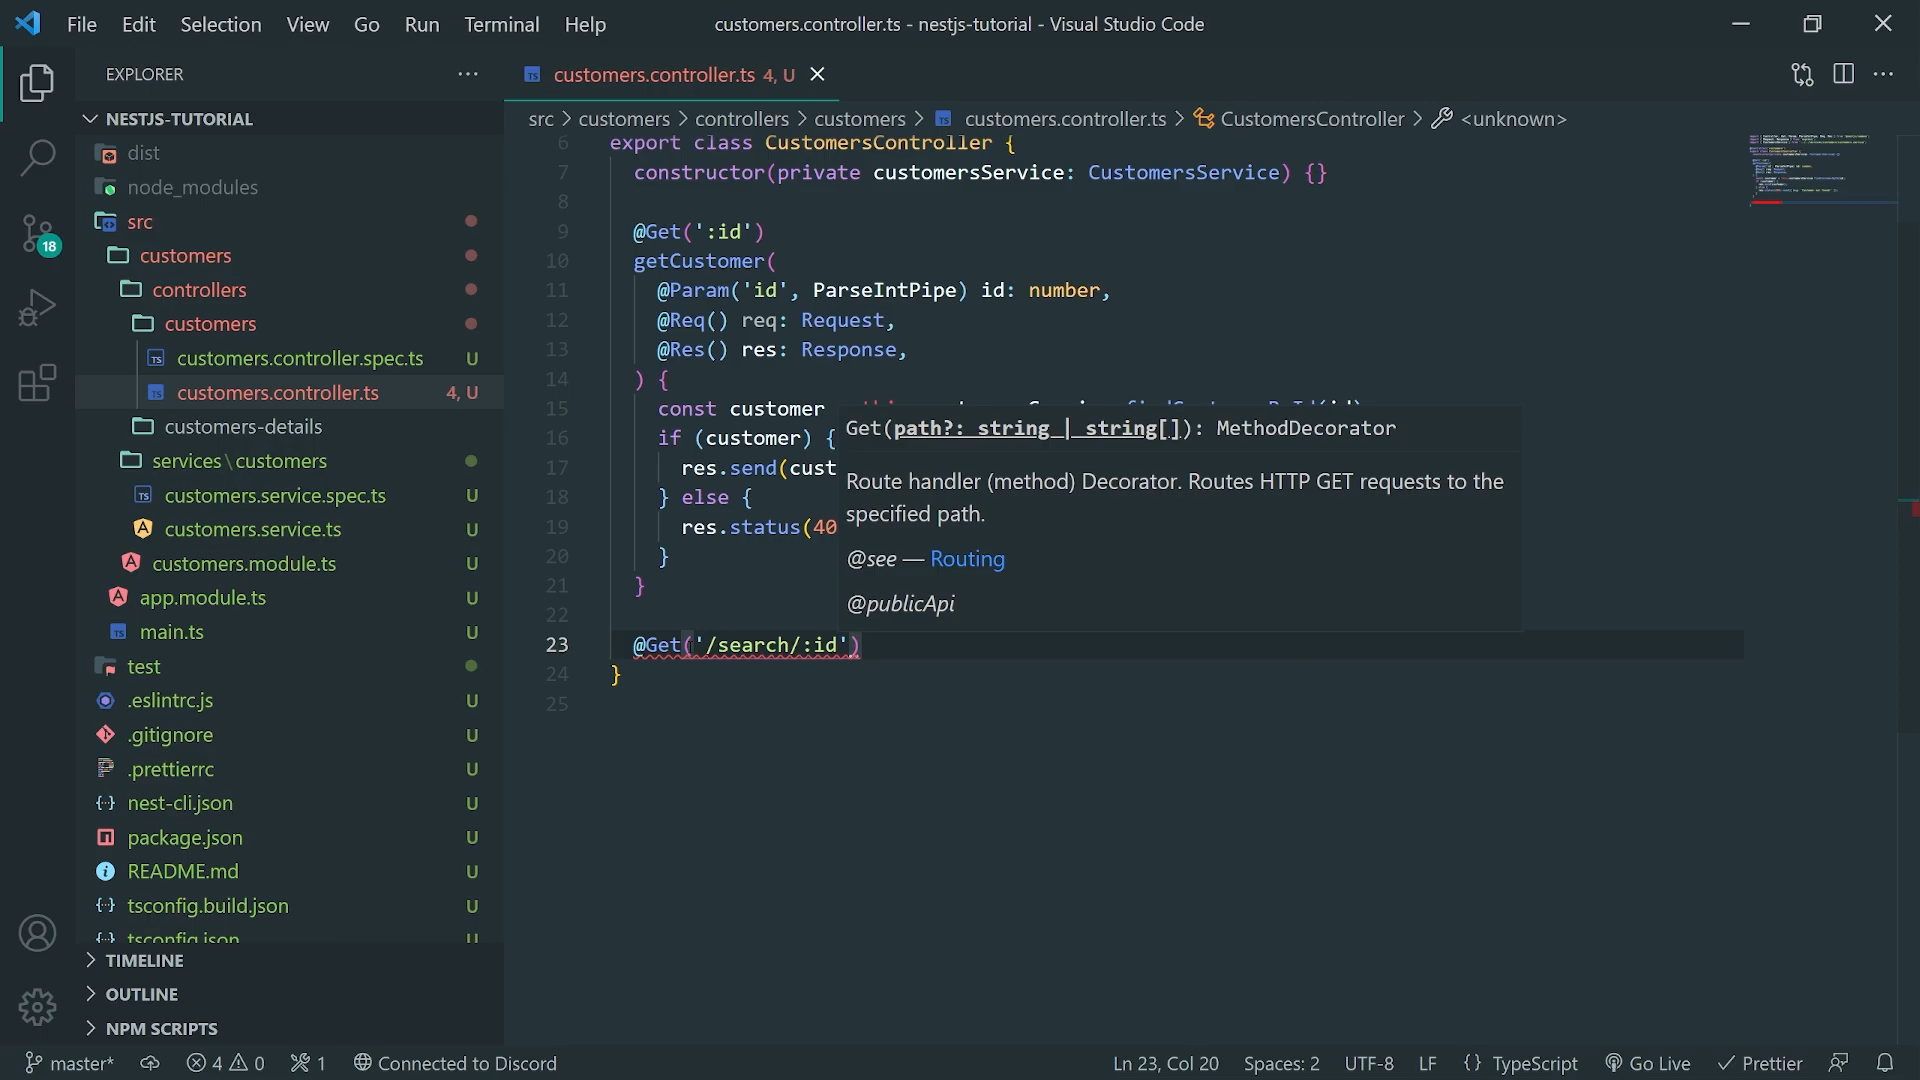 File Edit Selection View Go Run Terminal Help
customers.controller.ts - nestjs-tutorial - Visual Studio Code
EXPLORER
customers.controller.ts 4, U
NESTJS-TUTORIAL
src > customers > controllers > customers > customers.controller.ts > CustomersController > <unknown>
dist
node_modules
src
customers
controllers
customers
customers.controller.spec.ts U
customers.controller.ts 4, U
customers-details
services\customers
customers.service.spec.ts U
customers.service.ts U
customers.module.ts U
app.module.ts U
main.ts U
test
.eslintrc.js U
.gitignore U
.prettierrc U
nest-cli.json U
package.json U
README.md U
tsconfig.build.json U
tsconfig.json U
TIMELINE
OUTLINE
NPM SCRIPTS
18
6 export class CustomersController {
7 constructor(private customersService: CustomersService) {}
8
9 @Get(':id')
10 getCustomer(
11 @Param('id', ParseIntPipe) id: number,
12 @Req() req: Request,
13 @Res() res: Response,
14 ) {
15 const customer
16 if (customer) {
17 res.send(cust
18 } else {
19 res.status(40
20 }
21 }
22
23 @Get('/search/:id')
24 }
25
Get(path?: string | string[]): MethodDecorator
Route handler (method) Decorator. Routes HTTP GET requests to the
specified path.
@see — Routing
@publicApi
master* 4 0 1 Connected to Discord
Ln 23, Col 20 Spaces: 2 UTF-8 LF {} TypeScript Go Live Prettier